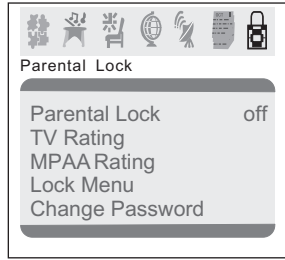 Parental Lock
Parental Lock off
TV Rating
MPAA Rating
Lock Menu
Change Password